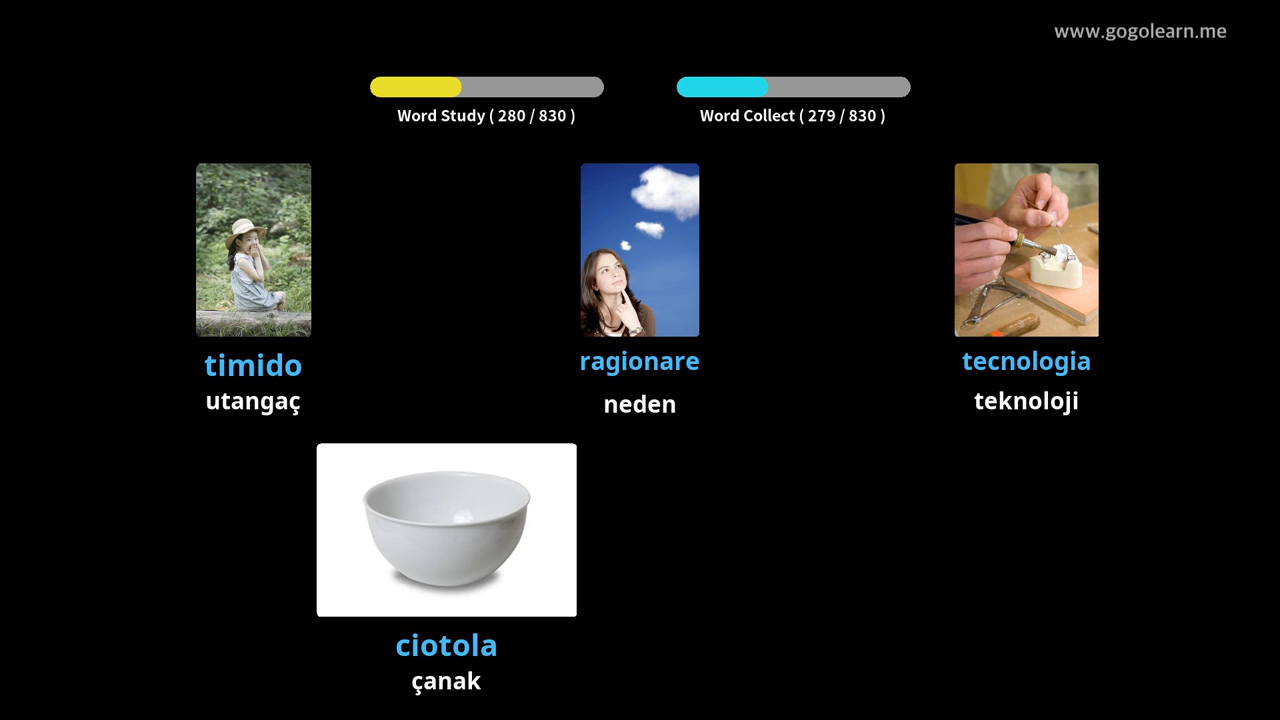 www.gogolearn.me
Word Study ( 280 / 830 )
Word Collect ( 279 / 830 )
timido
utangaç
ragionare
neden
tecnologia
teknoloji
ciotola
çanak